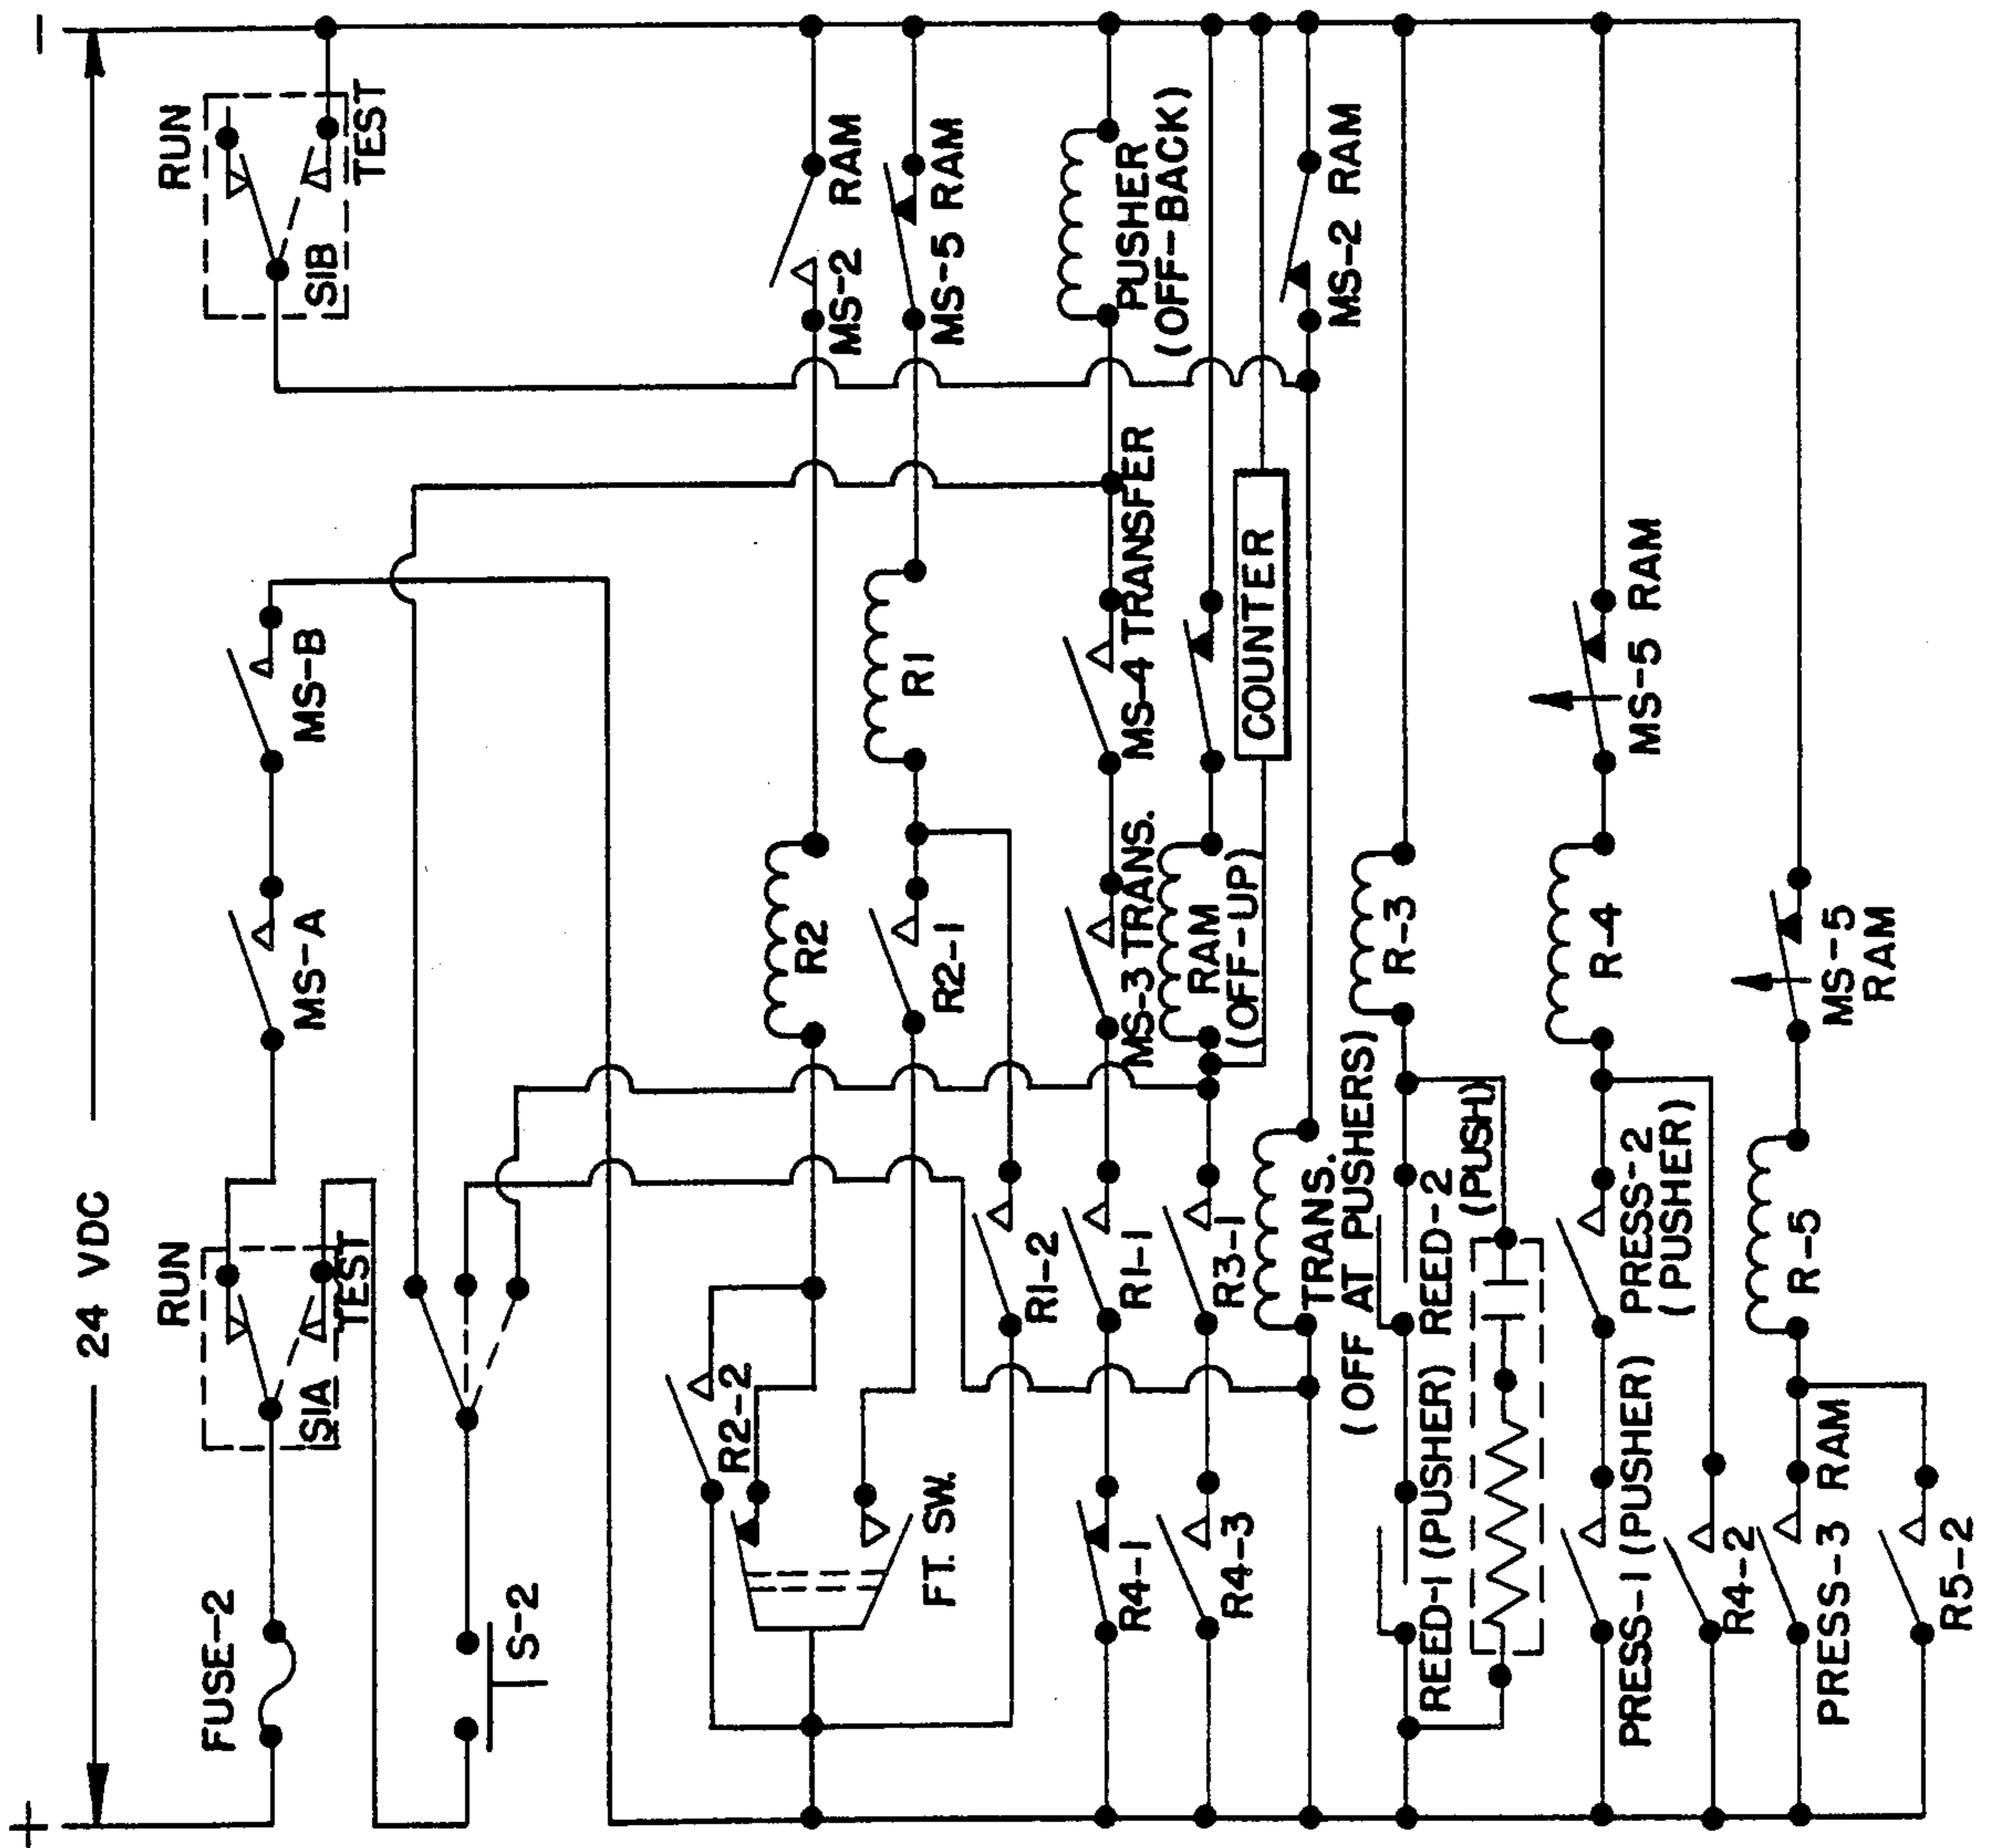 +
24 VDC
−
FUSE-2
RUN
S1A
TEST
MS-A
MS-B
RUN
S1B
TEST
S-2
R2-2
FT. SW.
R2
MS-2 RAM
R2-1
R1
MS-5 RAM
R1-2
R4-1
R1-1
MS-3 TRANS.
MS-4 TRANSFER
PUSHER
(OFF-BACK)
R4-3
R3-1
RAM
(OFF-UP)
COUNTER
TRANS.
(OFF AT PUSHERS)
MS-2 RAM
REED-1 (PUSHER)
REED-2
(PUSH)
R-3
PRESS-1 (PUSHER)
PRESS-2
(PUSHER)
R-4
MS-5 RAM
R4-2
PRESS-3 RAM
R-5
MS-5
RAM
R5-2